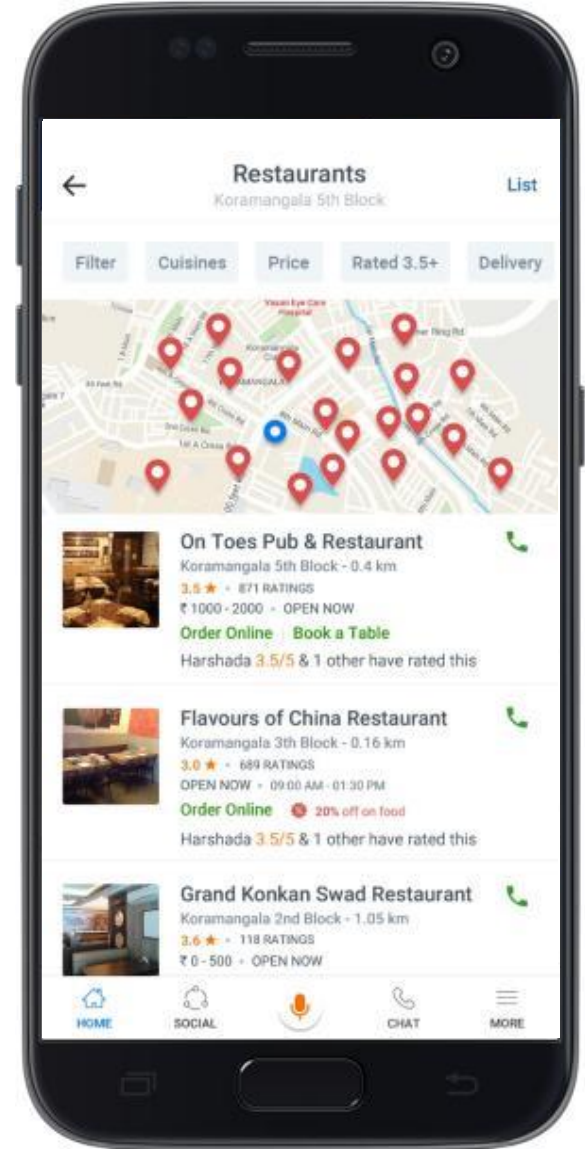 Restaurants
Koramangala 5th Block
List
Filter Cuisines Price Rated 3.5+ Delivery
Vasan Eye Care
Hospital
On Toes Pub & Restaurant
Koramangala 5th Block - 0.4 km
3.5 ★ • 871 RATINGS
₹ 1000 - 2000 • OPEN NOW
Order Online | Book a Table
Harshada 3.5/5 & 1 other have rated this
Flavours of China Restaurant
Koramangala 3th Block - 0.16 km
3.0 ★ • 689 RATINGS
OPEN NOW • 09:00 AM - 01:30 PM
Order Online 20% off on food
Harshada 3.5/5 & 1 other have rated this
Grand Konkan Swad Restaurant
Koramangala 2nd Block - 1.05 km
3.6 ★ • 118 RATINGS
₹ 0 - 500 • OPEN NOW
HOME SOCIAL CHAT MORE